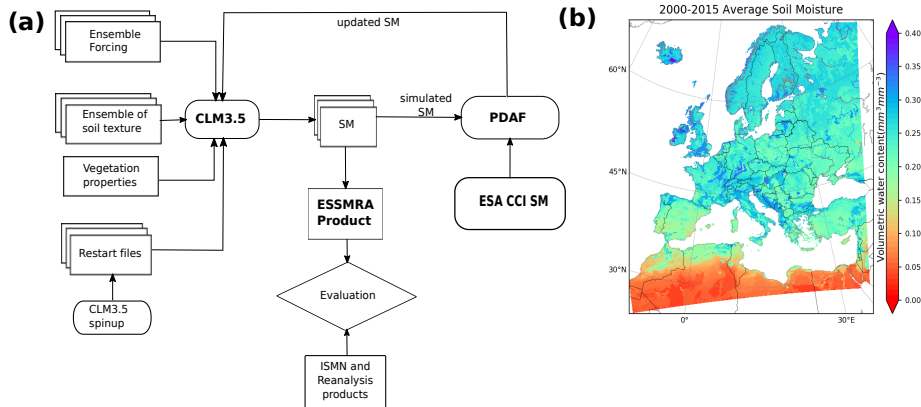 (a)
Ensemble
Forcing
updated SM
Ensemble of
soil texture
CLM3.5
SM
simulated
SM
PDAF
Vegetation
properties
ESSMRA
Product
ESA CCI SM
Restart files
Evaluation
CLM3.5
spinup
ISMN and
Reanalysis
products
(b)
2000-2015 Average Soil Moisture
60°N
45°N
30°N
0°
30°E
0.40
0.35
0.30
0.25
0.20
0.15
0.10
0.05
0.00
Volumetric water content(mm³mm⁻³)